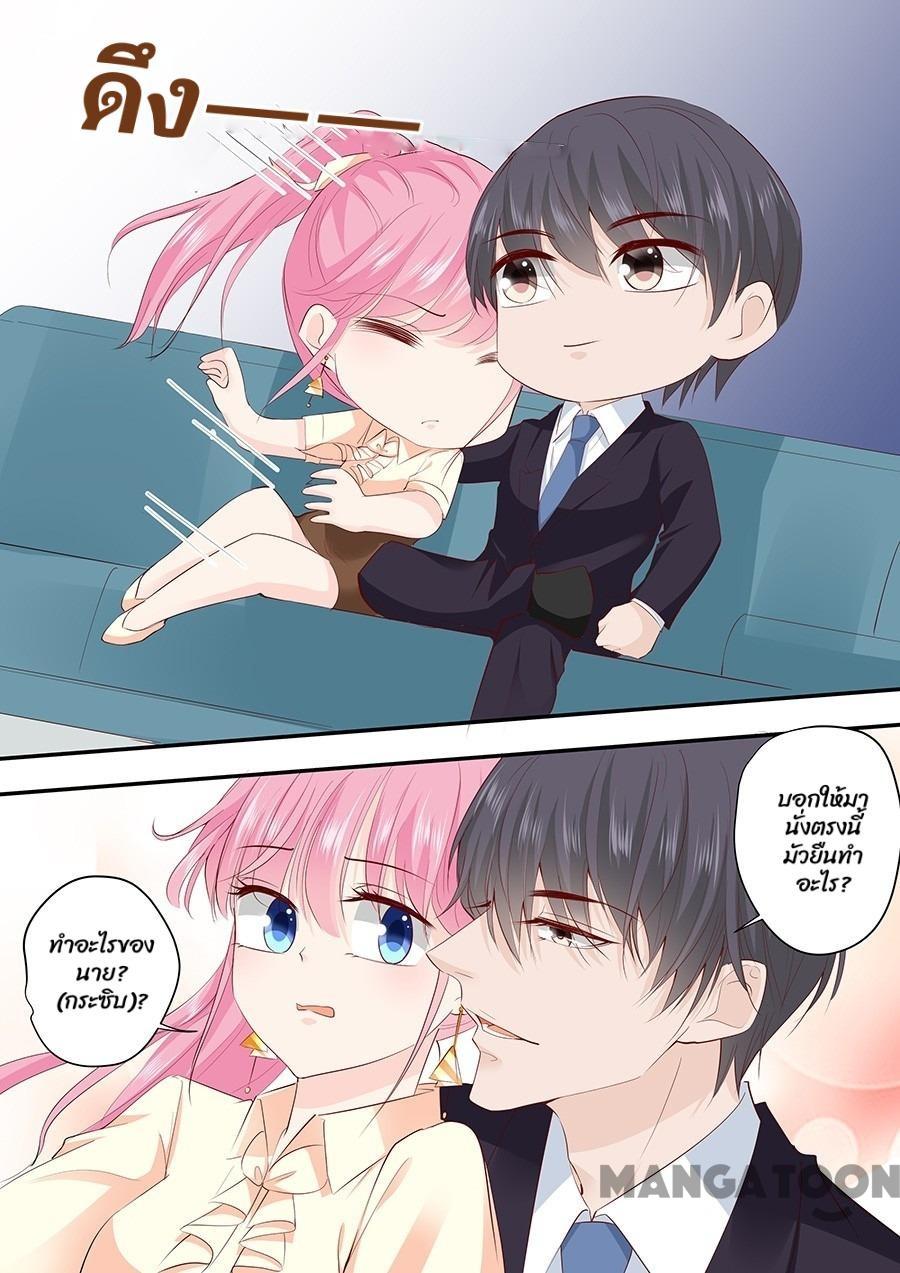 ดึง——
บอกให้มา
นั่งตรงนี้
มัวยืนทำ
อะไร?
ทำอะไรของ
นาย?
(กระซิบ)?
MANGATOON